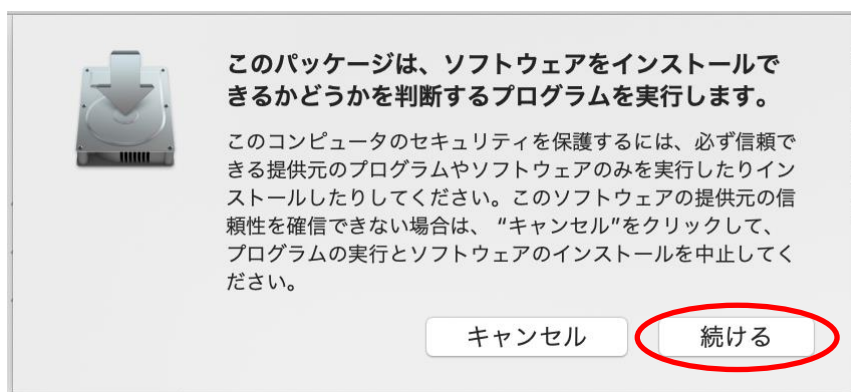 このパッケージは、ソフトウェアをインストールで
きるかどうかを判断するプログラムを実行します。
このコンピュータのセキュリティを保護するには、必ず信頼で
きる提供元のプログラムやソフトウェアのみを実行したりイン
ストールしたりしてください。このソフトウェアの提供元の信
頼性を確信できない場合は、“キャンセル”をクリックして、
プログラムの実行とソフトウェアのインストールを中止してく
ださい。
キャンセル
続ける